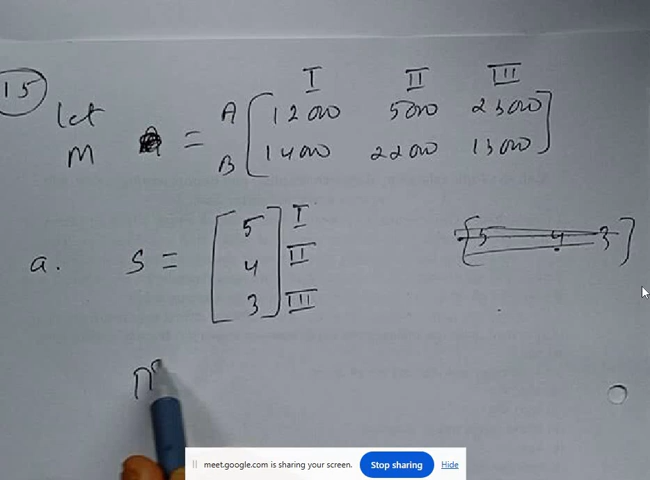 15
I II III
let A 12000 5000 23000
M = B 14000 22000 13000
5 I
a. S = 4 II
3 III
5 4 3
meet.google.com is sharing your screen. Stop sharing Hide